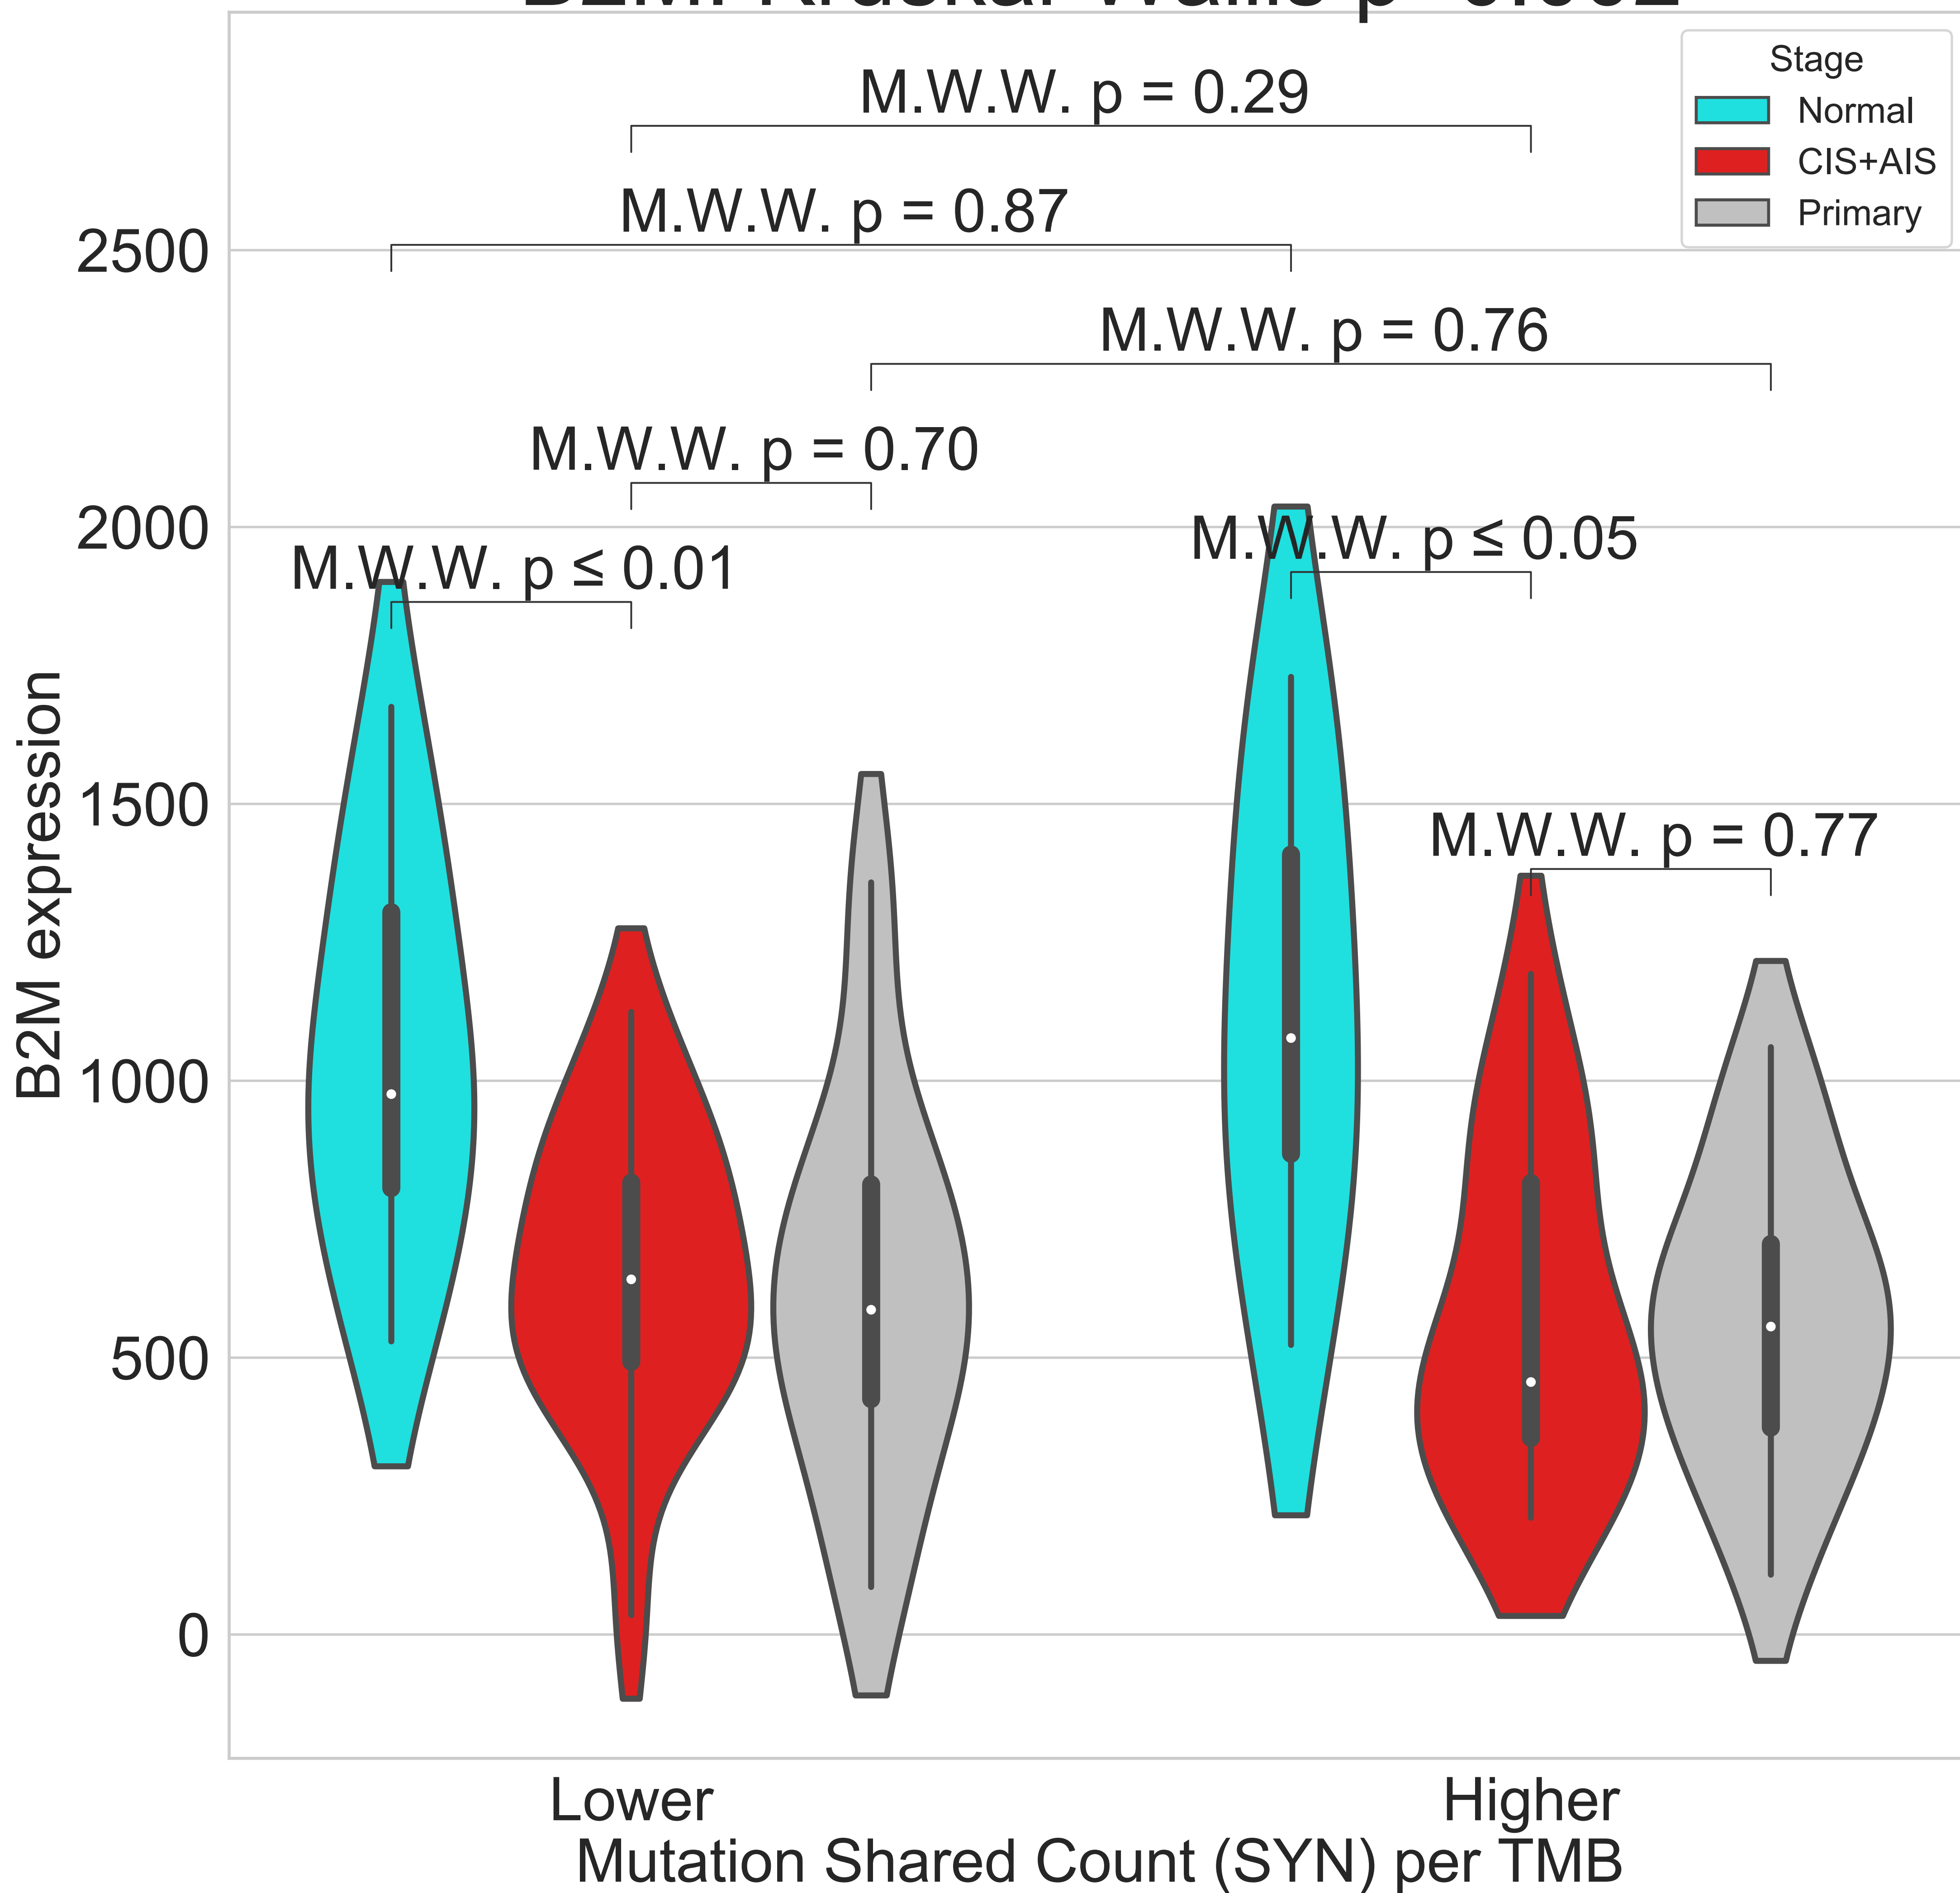 Stage
Normal
CIS+AIS
Primary
M.W.W. p = 0.29
M.W.W. p = 0.87
M.W.W. p = 0.76
M.W.W. p = 0.70
M.W.W. p ≤ 0.05
M.W.W. p ≤ 0.01
M.W.W. p = 0.77
B2M expression
2500
2000
1500
1000
500
0
Lower
Higher
Mutation Shared Count (SYN) per TMB